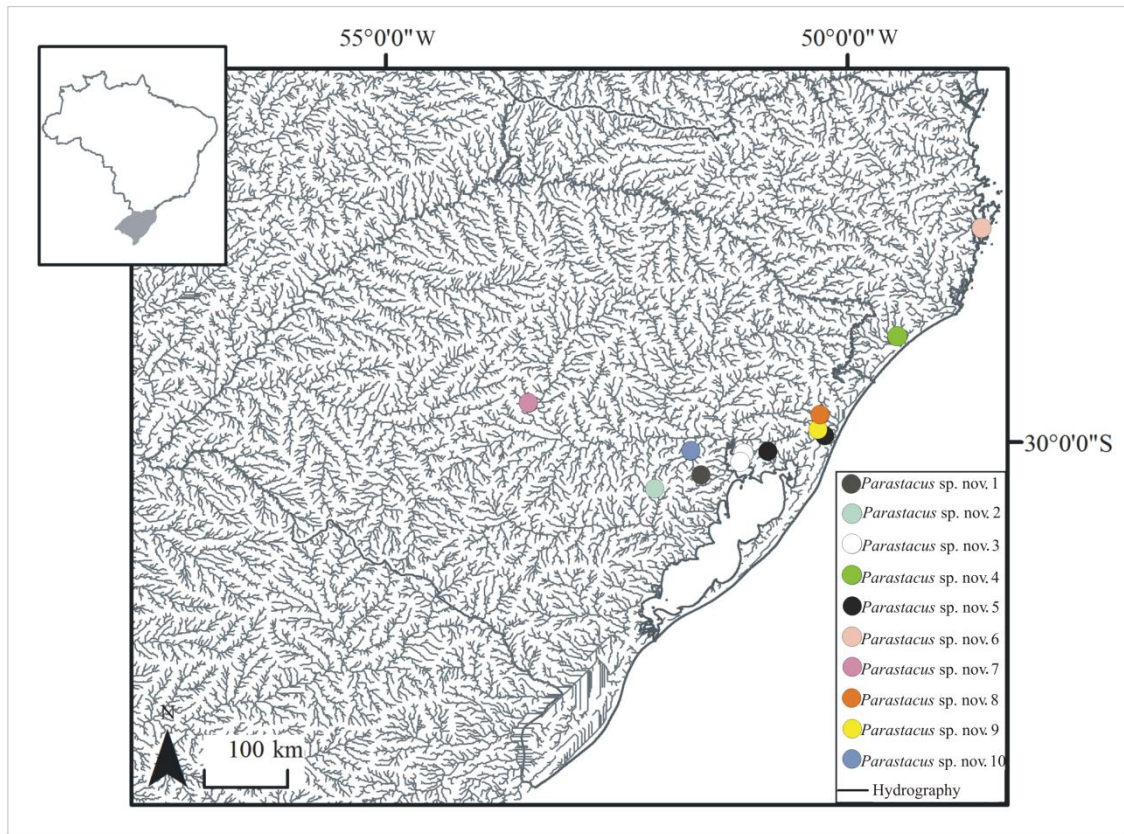 55°0'0"W
50°0'0"W
30°0'0"S
Parastacus sp. nov. 1
Parastacus sp. nov. 2
Parastacus sp. nov. 3
Parastacus sp. nov. 4
Parastacus sp. nov. 5
Parastacus sp. nov. 6
Parastacus sp. nov. 7
Parastacus sp. nov. 8
Parastacus sp. nov. 9
Parastacus sp. nov. 10
Hydrography
N
100 km